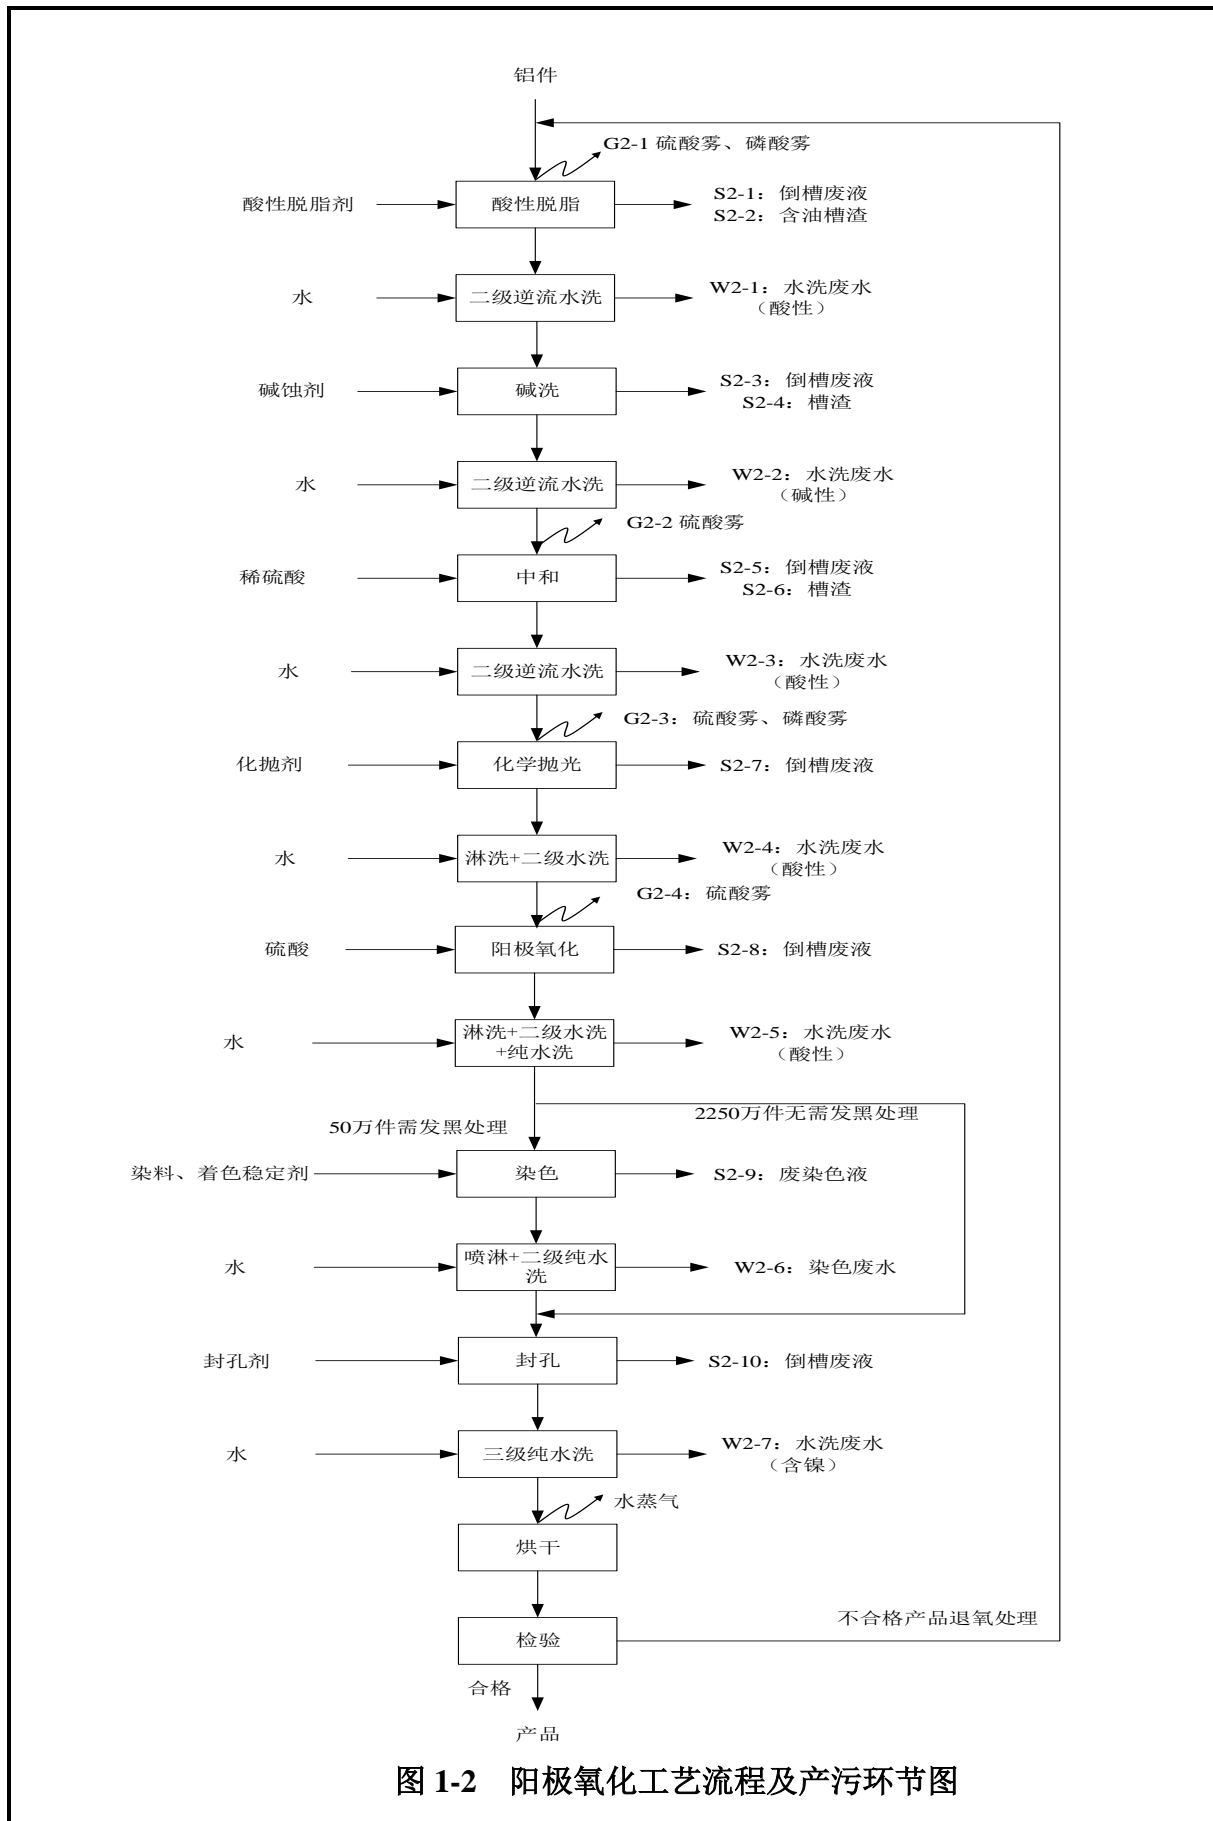 铝件
G2-1 硫酸雾、磷酸雾
酸性脱脂剂
酸性脱脂
S2-1：倒槽废液
S2-2：含油槽渣
水
二级逆流水洗
W2-1：水洗废水
（酸性）
碱蚀剂
碱洗
S2-3：倒槽废液
S2-4：槽渣
水
二级逆流水洗
W2-2：水洗废水
（碱性）
G2-2 硫酸雾
稀硫酸
中和
S2-5：倒槽废液
S2-6：槽渣
水
二级逆流水洗
W2-3：水洗废水
（酸性）
G2-3：硫酸雾、磷酸雾
化抛剂
化学抛光
S2-7：倒槽废液
水
淋洗+二级水洗
W2-4：水洗废水
（酸性）
G2-4：硫酸雾
硫酸
阳极氧化
S2-8：倒槽废液
水
淋洗+二级水洗
+纯水洗
W2-5：水洗废水
（酸性）
50万件需发黑处理
2250万件无需发黑处理
染料、着色稳定剂
染色
S2-9：废染色液
水
喷淋+二级纯水
洗
W2-6：染色废水
封孔剂
封孔
S2-10：倒槽废液
水
三级纯水洗
W2-7：水洗废水
（含镍）
水蒸气
烘干
检验
不合格产品退氧处理
合格
产品
图 1-2 阳极氧化工艺流程及产污环节图